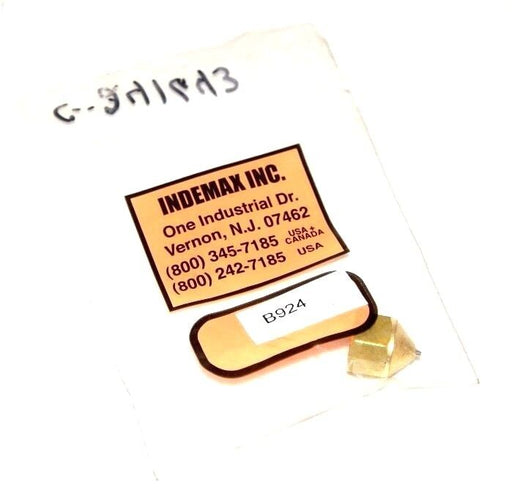 INDEMAX INC.
One Industrial Dr.
Vernon, N.J. 07462
(800) 345-7185 USA + CANADA
(800) 242-7185 USA
B924